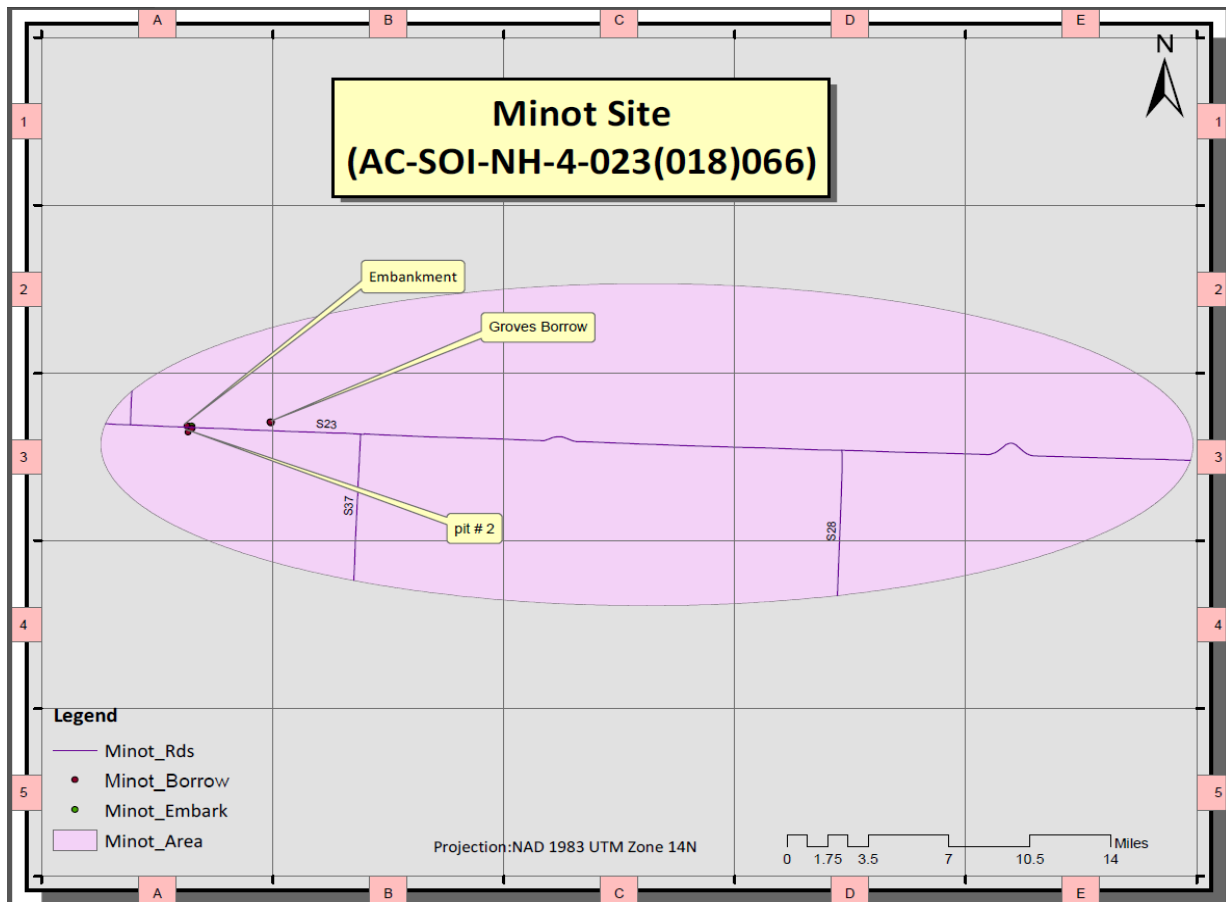 A B C D E
N
Minot Site
(AC-SOI-NH-4-023(018)066)
1 1
2 2
Embankment
Groves Borrow
S23
3 3
S37
S28
pit # 2
4 4
Legend
Minot_Rds
Minot_Borrow
Minot_Embark
Minot_Area
5 5
Projection:NAD 1983 UTM Zone 14N
Miles
0 1.75 3.5 7 10.5 14
A B C D E